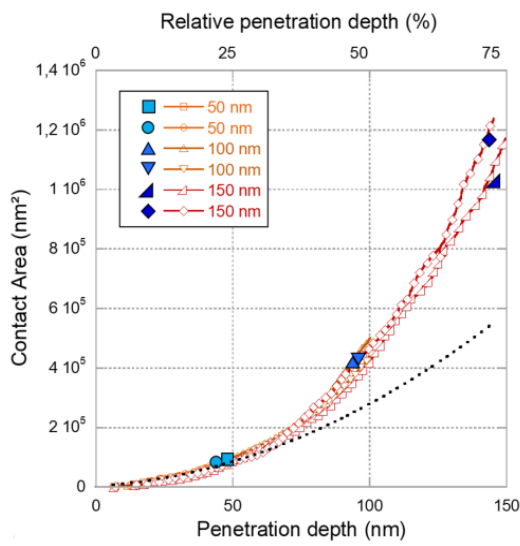 Relative penetration depth (%)
0 25 50 75
Contact Area (nm²)
1,4 10⁶
1,2 10⁶
1 10⁶
8 10⁵
6 10⁵
4 10⁵
2 10⁵
0
50 nm
50 nm
100 nm
100 nm
150 nm
150 nm
0 50 100 150
Penetration depth (nm)